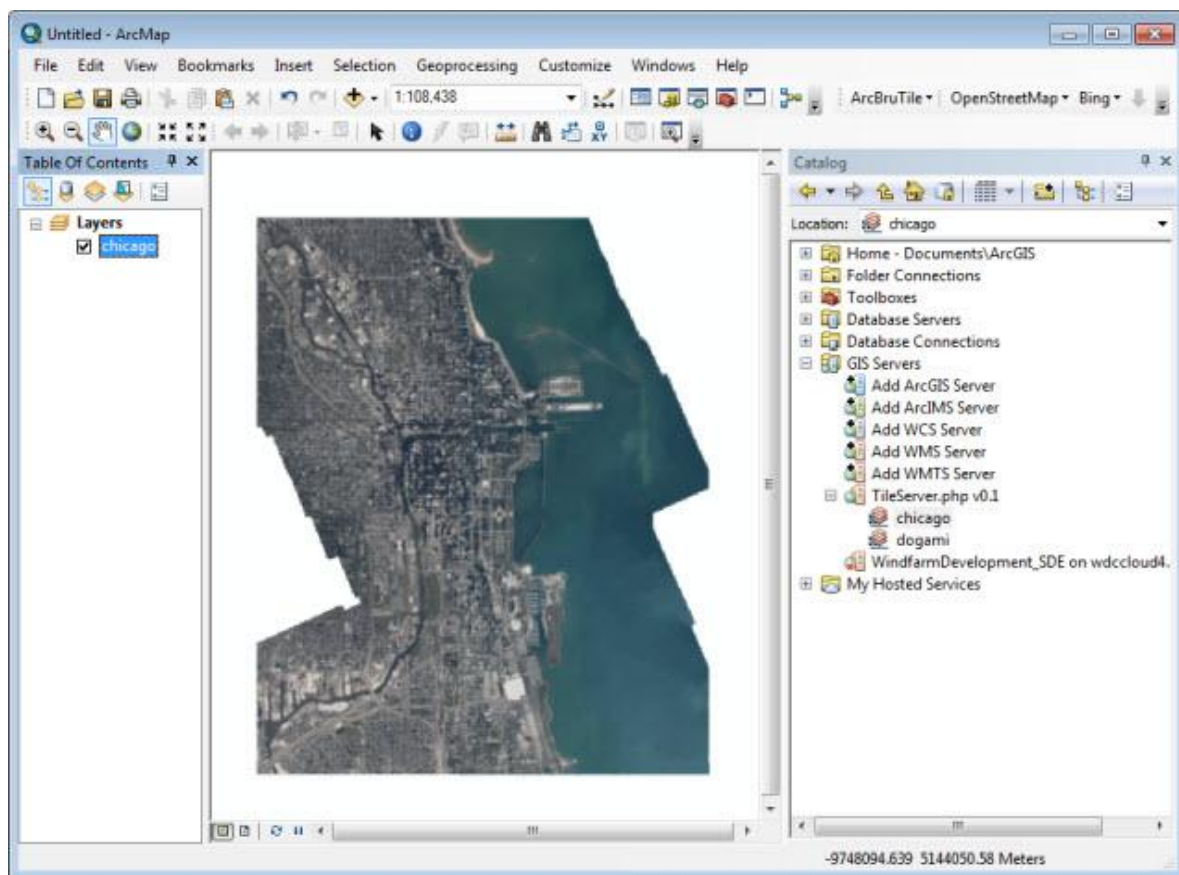 Untitled - ArcMap
File Edit View Bookmarks Insert Selection Geoprocessing Customize Windows Help
1:108,438
ArcBruTile OpenStreetMap Bing
Table Of Contents
Layers
chicago
Catalog
Location: chicago
Home - Documents\ArcGIS
Folder Connections
Toolboxes
Database Servers
Database Connections
GIS Servers
Add ArcGIS Server
Add ArcIMS Server
Add WCS Server
Add WMS Server
Add WMTS Server
TileServer.php v0.1
chicago
dogami
WindfarmDevelopment_SDE on wdccloud4.
My Hosted Services
-9748094.639 5144050.58 Meters